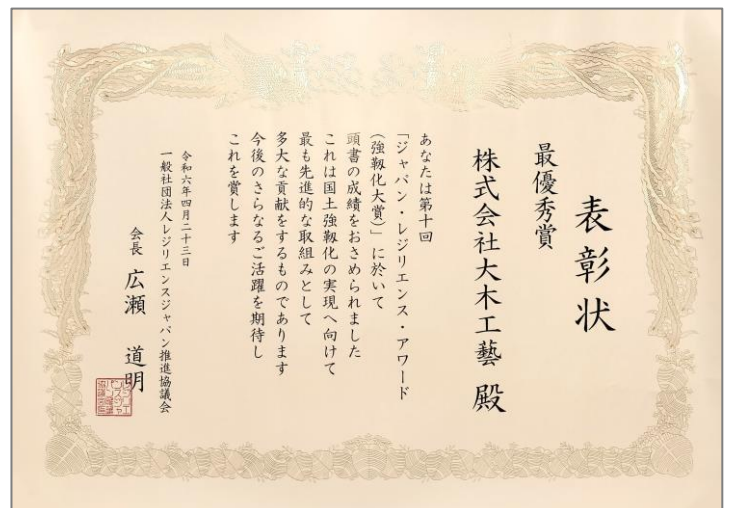 表彰状
最優秀賞
株式会社大木工藝 殿
あなたは第十回
「ジャパン・レジリエンス・アワード
(強靱化大賞)」に於いて
頭書の成績をおさめられました
これは国土強靱化の実現へ向けて
最も先進的な取組みとして
多大な貢献をするものであります
今後のさらなるご活躍を期待し
これを賞します
令和六年四月二十三日
一般社団法人レジリエンスジャパン推進協議会
会長 広瀬 道明